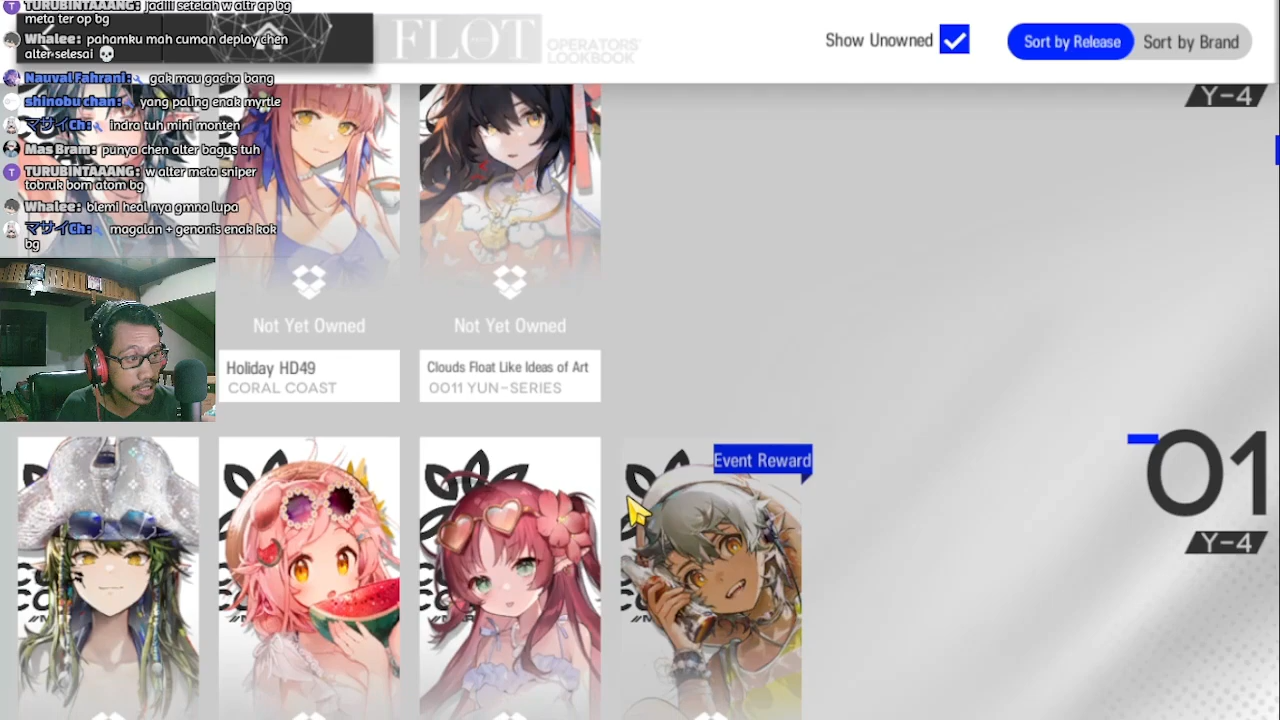 TURUBINTAAANG: jadiii setelah w altr ap bg
meta ter op bg
Whalee: pahamku mah cuman deploy chen
alter selesai 💀
Nauval Fahrani: gak mau gacha bang
shinobu chan: yang paling enak myrtle
マサイCh: indra tuh mini monten
Mas Bram: punya chen alter bagus tuh
TURUBINTAAANG: w alter meta sniper
tobruk bom atom bg
Whalee: blemi heal nya gmna lupa
マサイCh: magalan + genonis enak kok
bg
FLOT
OPERATORS'
LOOKBOOK
Show Unowned
Sort by Release
Sort by Brand
Y-4
Not Yet Owned
Not Yet Owned
Holiday HD49
CORAL COAST
Clouds Float Like Ideas of Art
0011 YUN-SERIES
Event Reward
01
Y-4